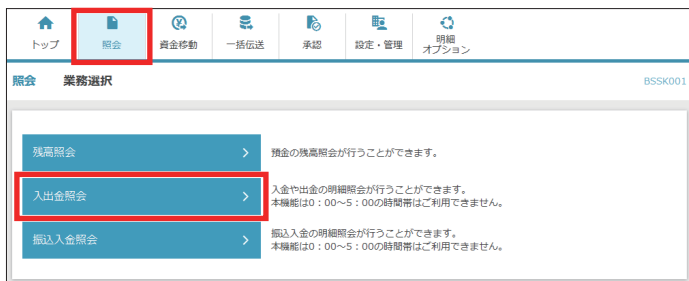 トップ 照会 資金移動 一括伝送 承認 設定・管理 明細
オプション
照会 業務選択 BSSK001
残高照会 預金の残高照会が行うことができます。
入出金照会 入金や出金の明細照会が行うことができます。
本機能は0：00～5：00の時間帯はご利用できません。
振込入金照会 振込入金の明細照会が行うことができます。
本機能は0：00～5：00の時間帯はご利用できません。